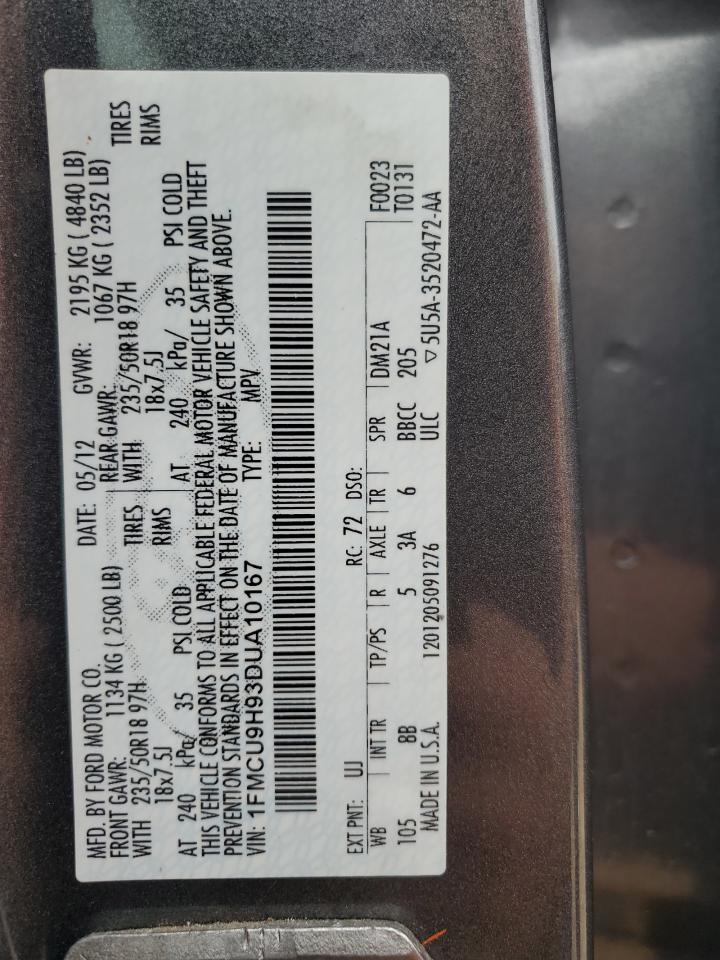 MFD. BY FORD MOTOR CO. DATE: 05/12 GVWR: 2195 KG ( 4840 LB)
FRONT GAWR: 1134 KG ( 2500 LB) REAR GAWR: 1067 KG ( 2352 LB)
WITH 235/50R18 97H TIRES WITH 235/50R18 97H TIRES
18x7.5J RIMS 18x7.5J RIMS
AT 240 kPa/ 35 PSI COLD AT 240 kPa/ 35 PSI COLD
THIS VEHICLE CONFORMS TO ALL APPLICABLE FEDERAL MOTOR VEHICLE SAFETY AND THEFT
PREVENTION STANDARDS IN EFFECT ON THE DATE OF MANUFACTURE SHOWN ABOVE.
VIN: 1FMCU9H93DUA10167 TYPE: MPV
EXT PNT: UJ RC: 72 DSO:
WB INT TR TP/PS R AXLE TR SPR DM21A F0023
105 8B 5 3A 6 BBCC 205 T0131
MADE IN U.S.A. 1201205091276 ULC ▽5U5A-3520472-AA